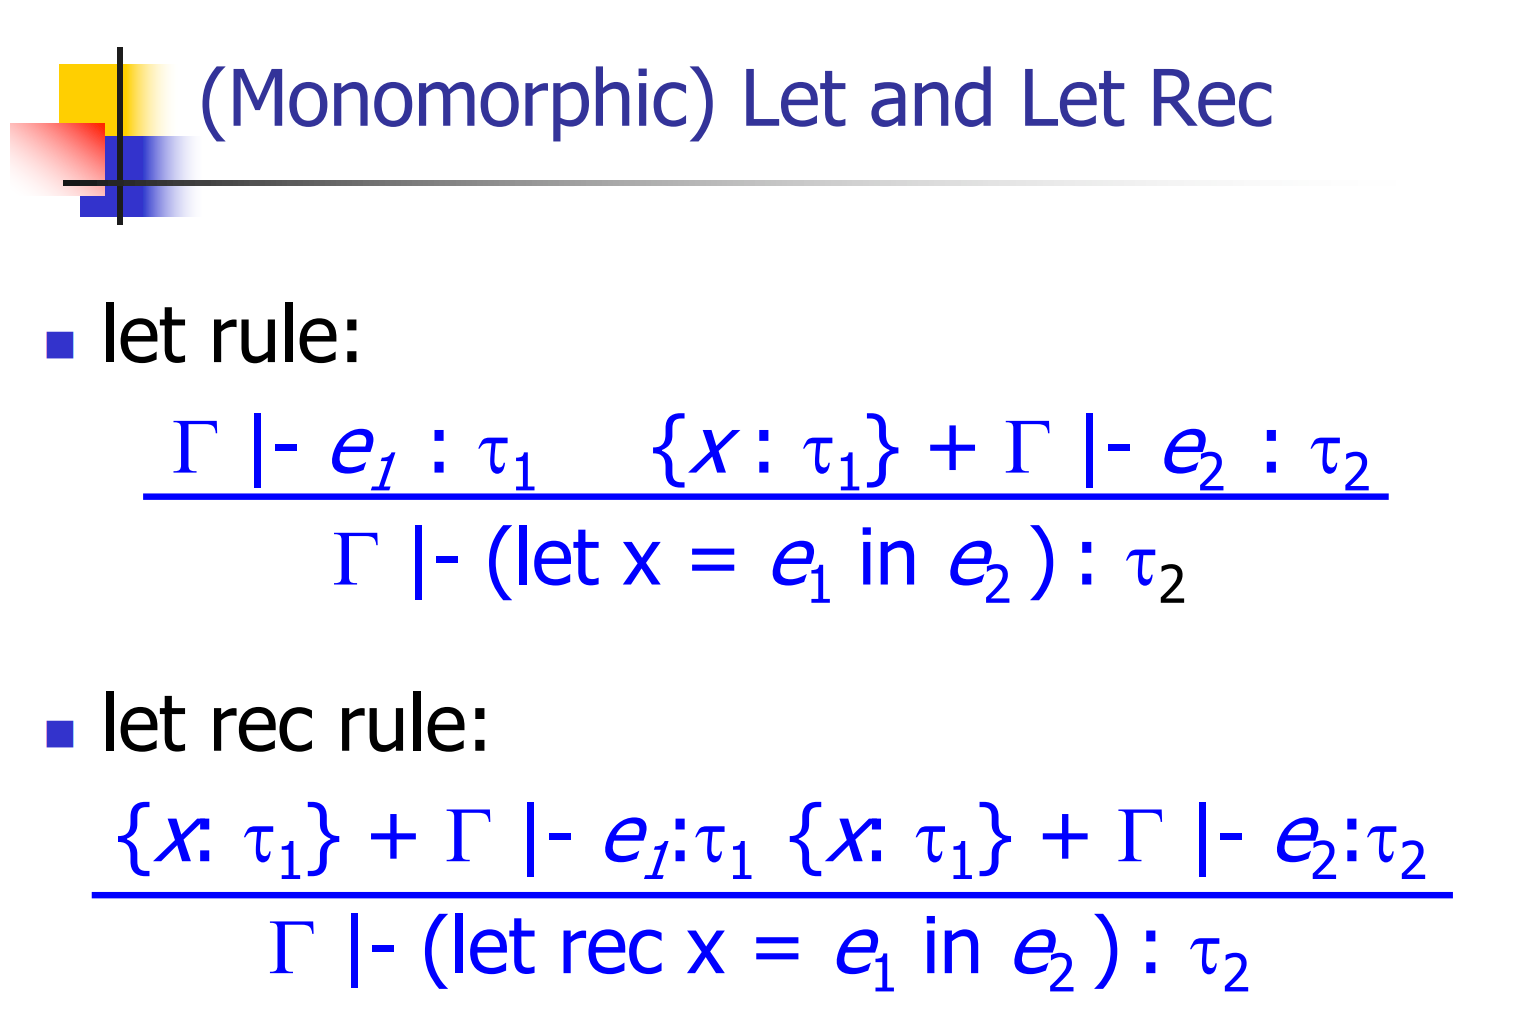 (Monomorphic) Let and Let Rec
let rule:
Γ |- e₁ : τ₁ {x : τ₁} + Γ |- e₂ : τ₂
Γ |- (let x = e₁ in e₂ ) : τ₂
let rec rule:
{x: τ₁} + Γ |- e₁:τ₁ {x: τ₁} + Γ |- e₂:τ₂
Γ |- (let rec x = e₁ in e₂ ) : τ₂